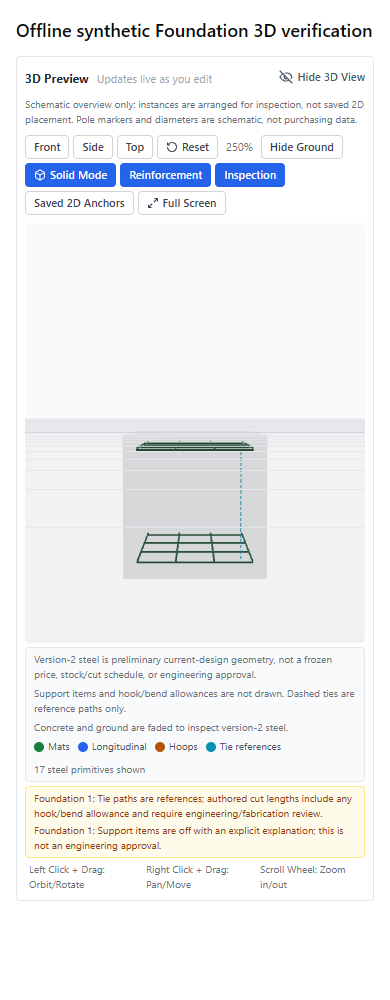 Offline synthetic Foundation 3D verification
3D Preview Updates live as you edit
Hide 3D View
Schematic overview only: instances are arranged for inspection, not saved 2D
placement. Pole markers and diameters are schematic, not purchasing data.
Front Side Top Reset 250% Hide Ground
Solid Mode Reinforcement Inspection
Saved 2D Anchors Full Screen
Version-2 steel is preliminary current-design geometry, not a frozen
price, stock/cut schedule, or engineering approval.
Support items and hook/bend allowances are not drawn. Dashed ties are
reference paths only.
Concrete and ground are faded to inspect version-2 steel.
Mats Longitudinal Hoops Tie references
17 steel primitives shown
Foundation 1: Tie paths are references; authored cut lengths include any
hook/bend allowance and require engineering/fabrication review.
Foundation 1: Support items are off with an explicit explanation; this is
not an engineering approval.
Left Click + Drag: Right Click + Drag: Scroll Wheel: Zoom
Orbit/Rotate Pan/Move in/out